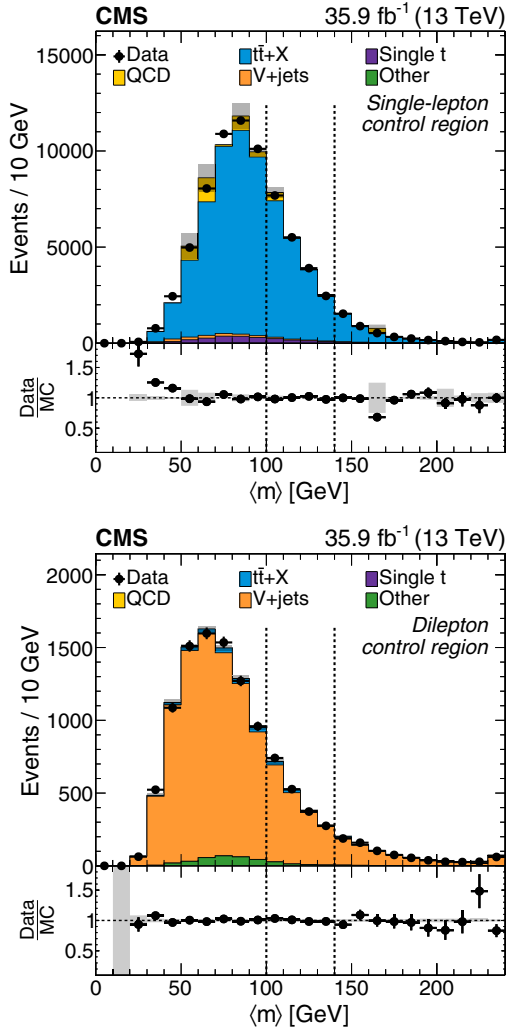 CMS 35.9 fb⁻¹ (13 TeV)
Data tt̄+X Single t
QCD V+jets Other
Single-lepton
control region
Events / 10 GeV
15000
10000
5000
0
Data
MC
1.5
1
0.5
0 50 100 150 200
⟨m⟩ [GeV]
CMS 35.9 fb⁻¹ (13 TeV)
Data tt̄+X Single t
QCD V+jets Other
Dilepton
control region
Events / 10 GeV
2000
1500
1000
500
0
Data
MC
1.5
1
0.5
0 50 100 150 200
⟨m⟩ [GeV]